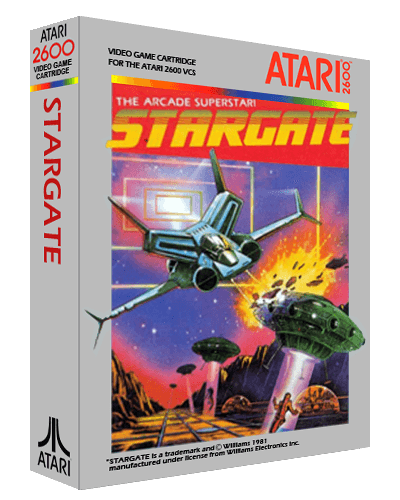 ATARI
2600
VIDEO GAME
CARTRIDGE
STARGATE
ATARI
VIDEO GAME CARTRIDGE
FOR THE ATARI 2600 VCS
ATARI 2600
THE ARCADE SUPERSTAR!
STARGATE
*STARGATE is a trademark and © Williams 1981
manufactured under license from Williams Electronics Inc.